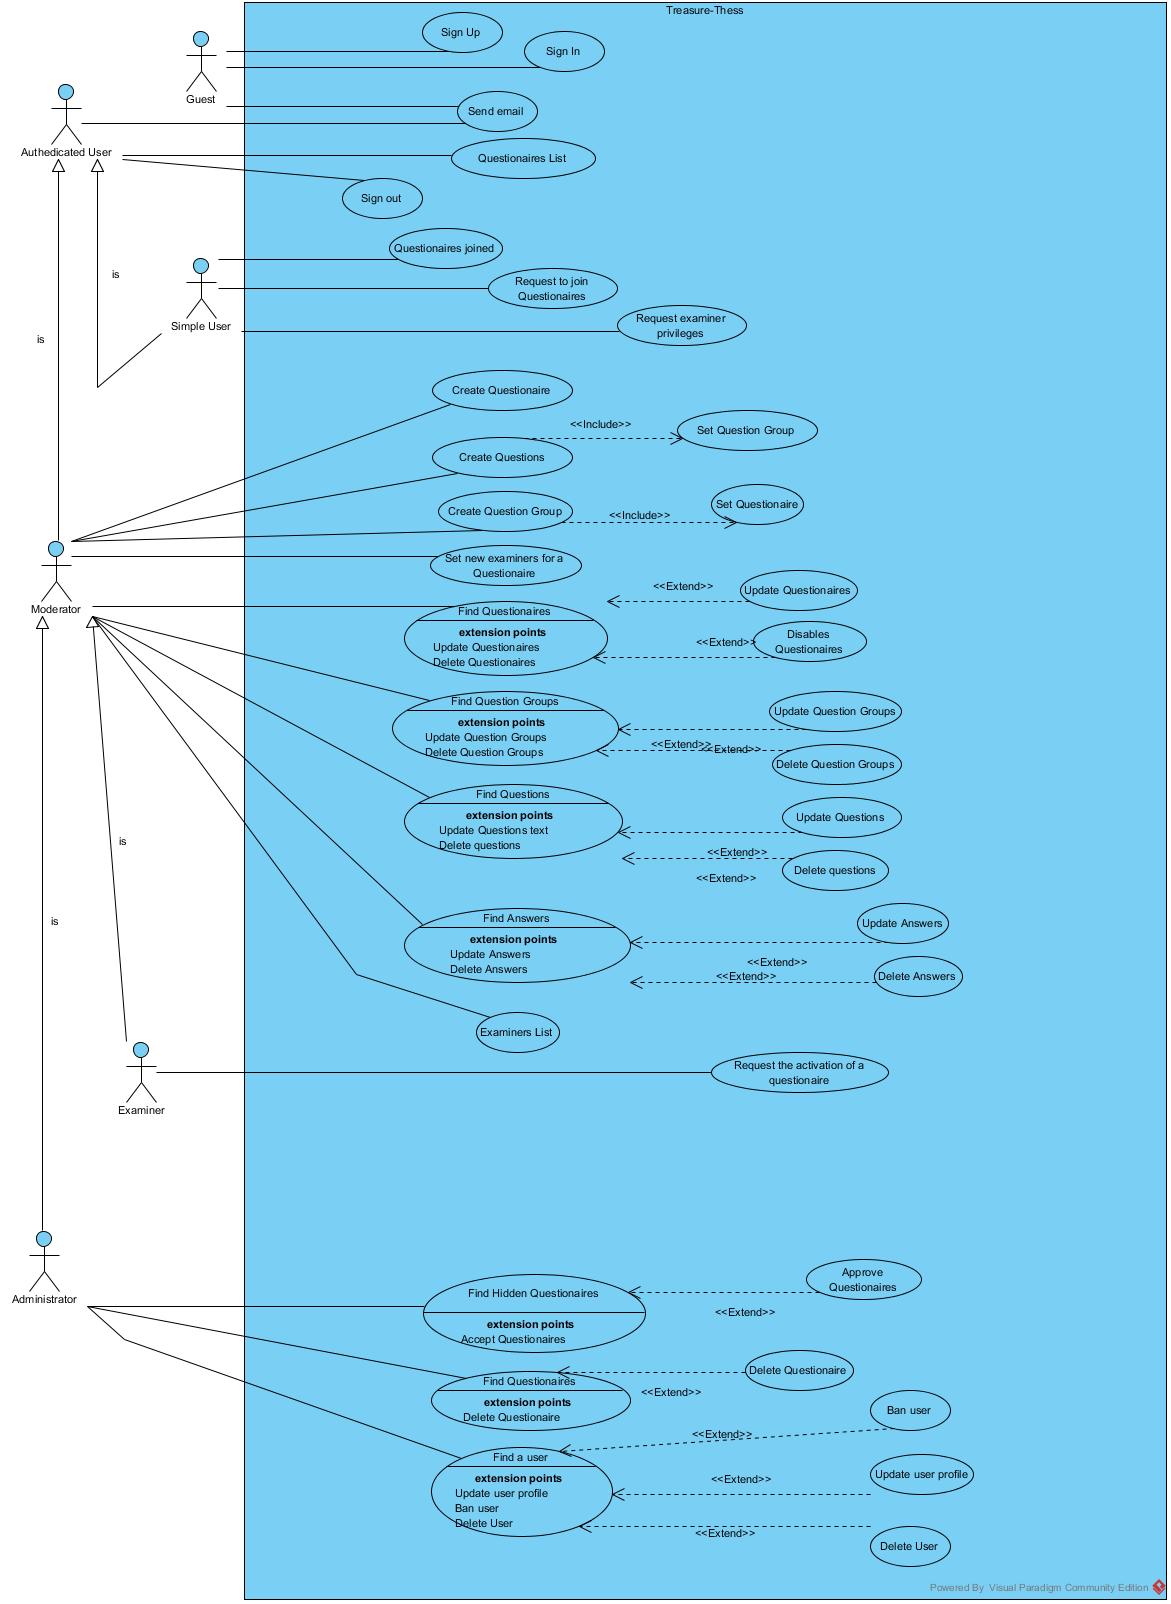 Treasure-Thess
Sign Up
Sign In
Guest
Send email
Authedicated User
Questionaires List
Sign out
Questionaires joined
is
Request to join
Questionaires
Simple User
Request examiner
privileges
is
Create Questionaire
<<Include>>
Set Question Group
Create Questions
Create Question Group
<<Include>>
Set Questionaire
Set new examiners for a
Questionaire
Moderator
<<Extend>>
Update Questionaires
Find Questionaires
extension points
Update Questionaires
Delete Questionaires
<<Extend>>
Disables
Questionaires
Find Question Groups
extension points
Update Question Groups
Delete Question Groups
Update Question Groups
<<Extend>>
<<Extend>>
Delete Question Groups
Find Questions
extension points
Update Questions text
Delete questions
Update Questions
is
<<Extend>>
Delete questions
<<Extend>>
Find Answers
extension points
Update Answers
Delete Answers
is
Update Answers
<<Extend>>
<<Extend>>
Delete Answers
Examiners List
Request the activation of a
questionaire
Examiner
Administrator
Find Hidden Questionaires
extension points
Accept Questionaires
Approve
Questionaires
<<Extend>>
Find Questionaires
extension points
Delete Questionaire
Delete Questionaire
<<Extend>>
Ban user
<<Extend>>
Find a user
extension points
Update user profile
Ban user
Delete User
Update user profile
<<Extend>>
<<Extend>>
Delete User
Powered By Visual Paradigm Community Edition